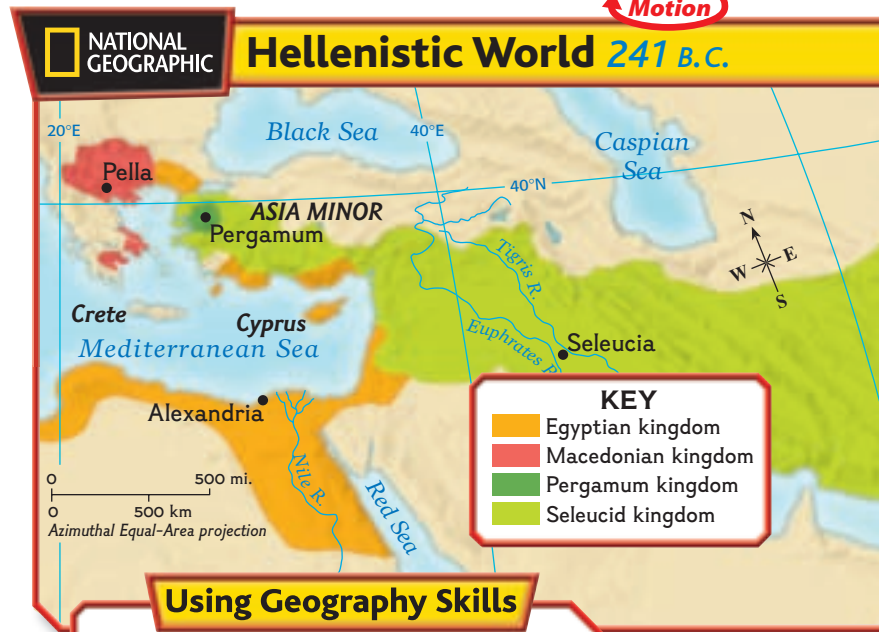 Motion
NATIONAL
GEOGRAPHIC
Hellenistic World 241 B.C.
20°E
Black Sea
40°E
Caspian
Sea
Pella
40°N
ASIA MINOR
Pergamum
N
W
E
S
Tigris R.
Crete
Cyprus
Mediterranean Sea
Euphrates R.
Seleucia
Alexandria
Nile R.
Red Sea
KEY
Egyptian kingdom
Macedonian kingdom
Pergamum kingdom
Seleucid kingdom
0
500 mi.
0
500 km
Azimuthal Equal-Area projection
Using Geography Skills